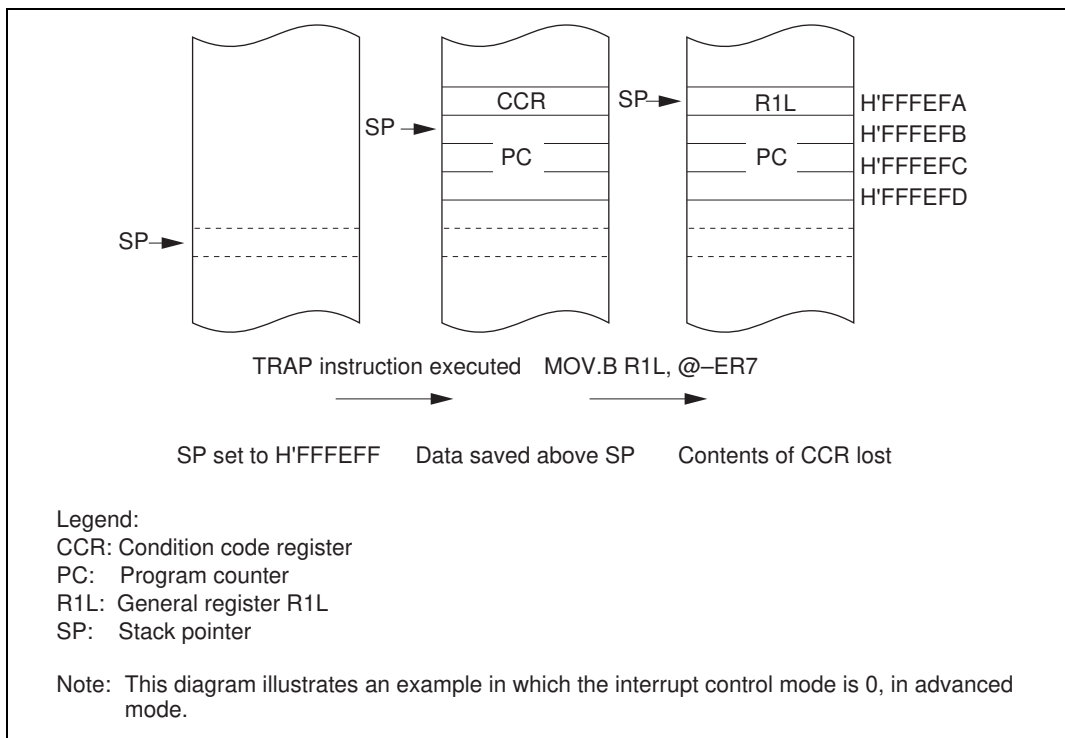 CCR
SP
R1L
H'FFFEFA
SP
H'FFFEFB
PC
PC
H'FFFEFC
H'FFFEFD
SP
TRAP instruction executed
MOV.B R1L, @–ER7
SP set to H'FFFEFF
Data saved above SP
Contents of CCR lost
Legend:
CCR: Condition code register
PC: Program counter
R1L: General register R1L
SP: Stack pointer
Note: This diagram illustrates an example in which the interrupt control mode is 0, in advanced
mode.